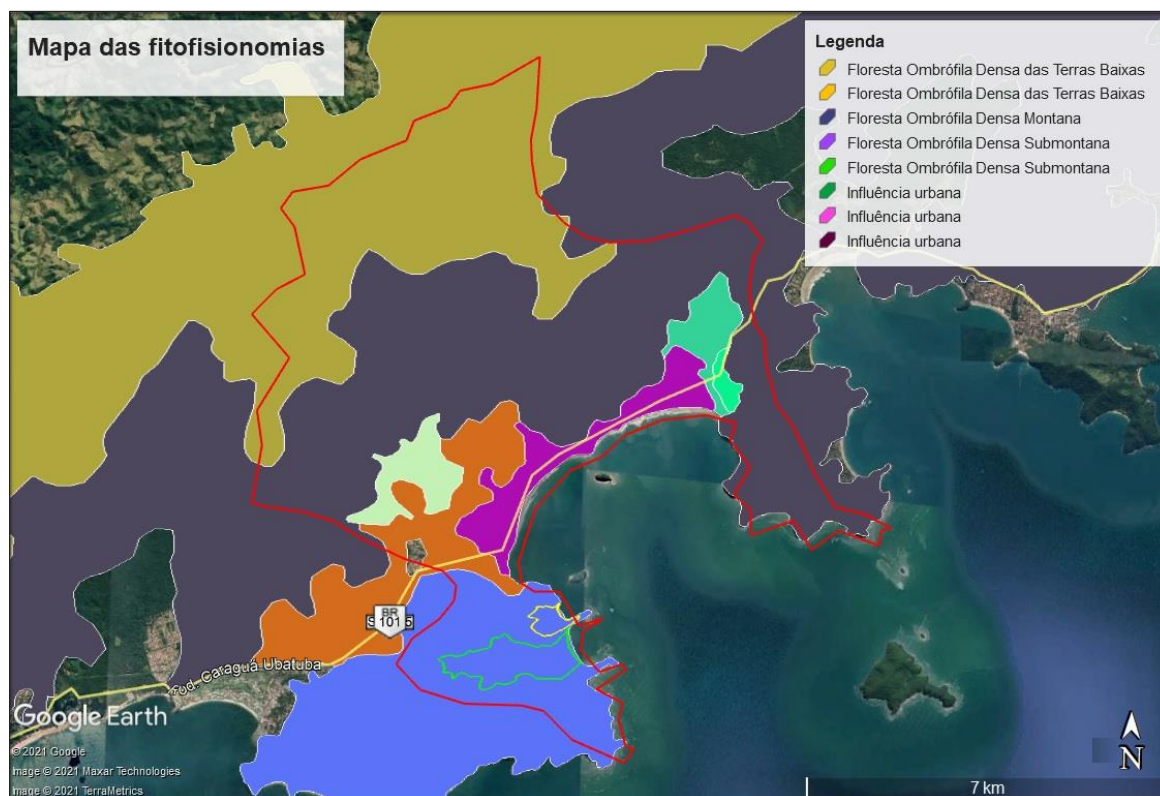 Mapa das fitofisionomias
Legenda
Floresta Ombrófila Densa das Terras Baixas
Floresta Ombrófila Densa das Terras Baixas
Floresta Ombrófila Densa Montana
Floresta Ombrófila Densa Submontana
Floresta Ombrófila Densa Submontana
Influência urbana
Influência urbana
Influência urbana
BR
101
Rod. Caraguá Ubatuba
Google Earth
© 2021 Google
Image © 2021 Maxar Technologies
Image © 2021 TerraMetrics
N
7 km